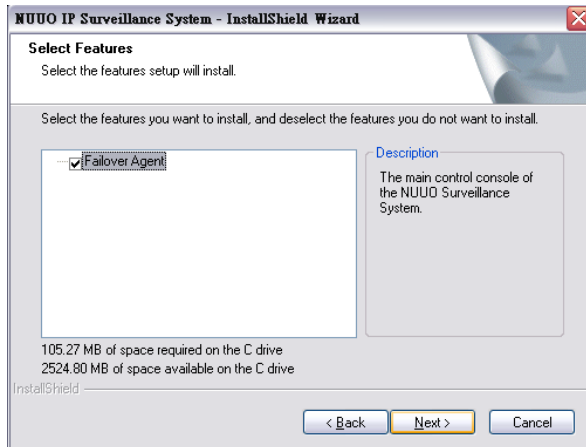 NUUO IP Surveillance System - InstallShield Wizard
Select Features
Select the features setup will install.
Select the features you want to install, and deselect the features you do not want to install.
Failover Agent
Description
The main control console of
the NUUO Surveillance
System.
105.27 MB of space required on the C drive
2524.80 MB of space available on the C drive
InstallShield
< Back
Next >
Cancel